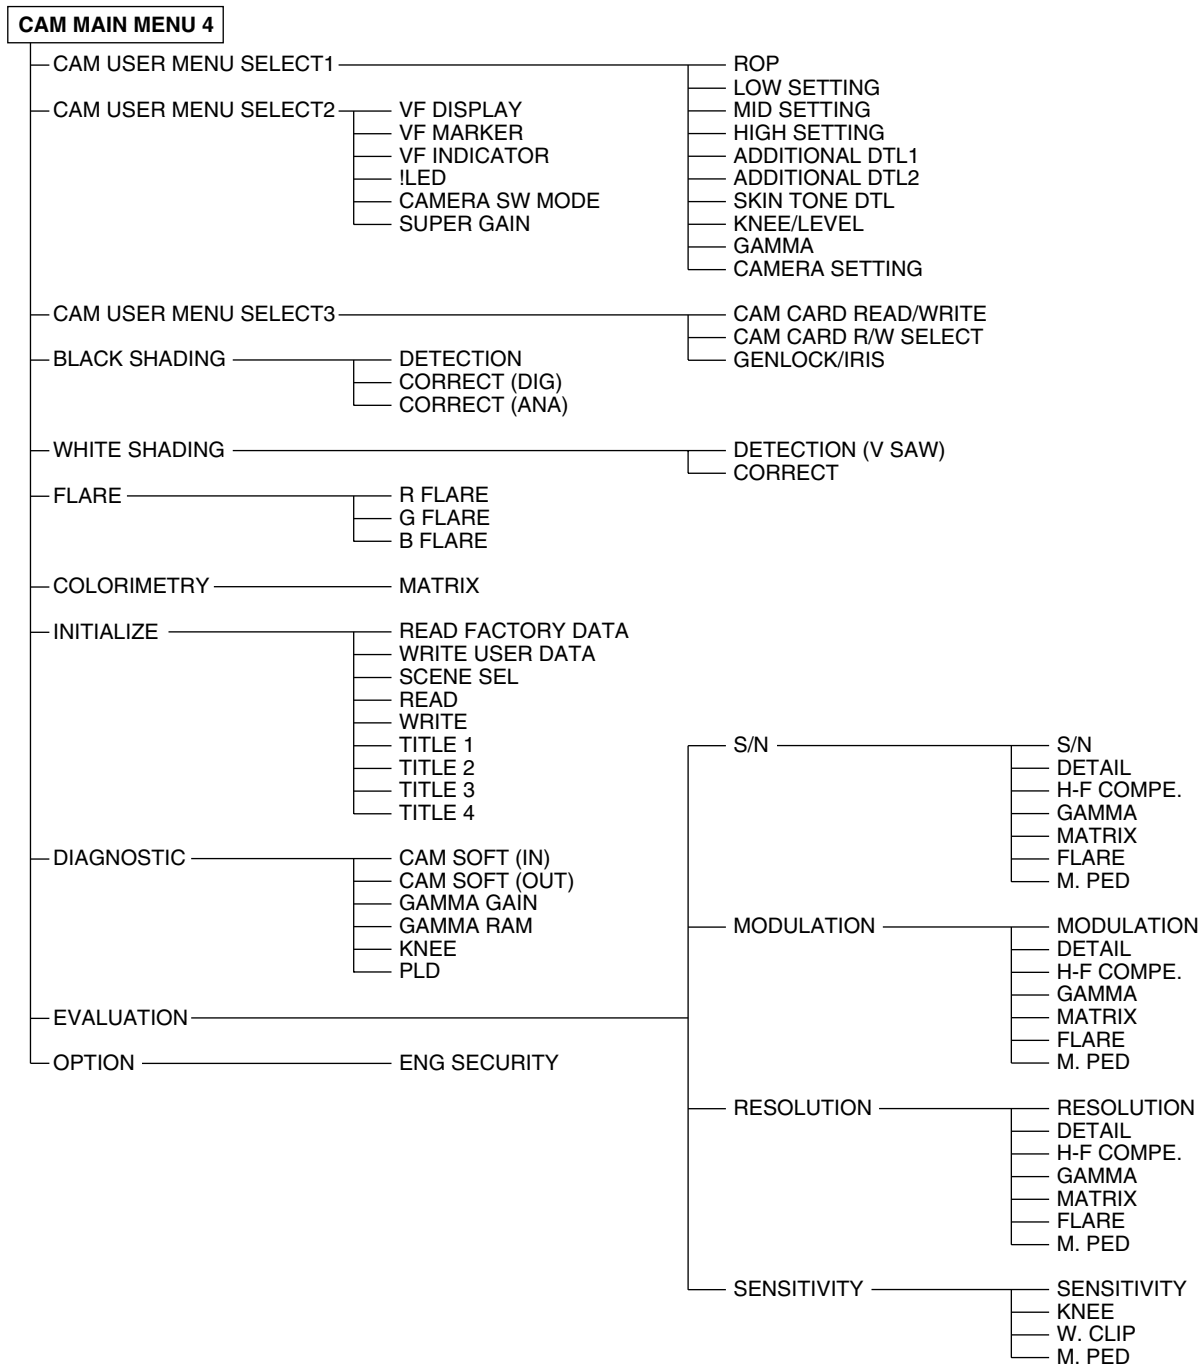 CAM MAIN MENU 4
CAM USER MENU SELECT1
ROP
LOW SETTING
MID SETTING
HIGH SETTING
ADDITIONAL DTL1
ADDITIONAL DTL2
SKIN TONE DTL
KNEE/LEVEL
GAMMA
CAMERA SETTING
CAM USER MENU SELECT2
VF DISPLAY
VF MARKER
VF INDICATOR
!LED
CAMERA SW MODE
SUPER GAIN
CAM USER MENU SELECT3
CAM CARD READ/WRITE
CAM CARD R/W SELECT
GENLOCK/IRIS
BLACK SHADING
DETECTION
CORRECT (DIG)
CORRECT (ANA)
WHITE SHADING
DETECTION (V SAW)
CORRECT
FLARE
R FLARE
G FLARE
B FLARE
COLORIMETRY
MATRIX
INITIALIZE
READ FACTORY DATA
WRITE USER DATA
SCENE SEL
READ
WRITE
TITLE 1
TITLE 2
TITLE 3
TITLE 4
DIAGNOSTIC
CAM SOFT (IN)
CAM SOFT (OUT)
GAMMA GAIN
GAMMA RAM
KNEE
PLD
EVALUATION
S/N
S/N
DETAIL
H-F COMPE.
GAMMA
MATRIX
FLARE
M. PED
MODULATION
MODULATION
DETAIL
H-F COMPE.
GAMMA
MATRIX
FLARE
M. PED
RESOLUTION
RESOLUTION
DETAIL
H-F COMPE.
GAMMA
MATRIX
FLARE
M. PED
SENSITIVITY
SENSITIVITY
KNEE
W. CLIP
M. PED
OPTION
ENG SECURITY